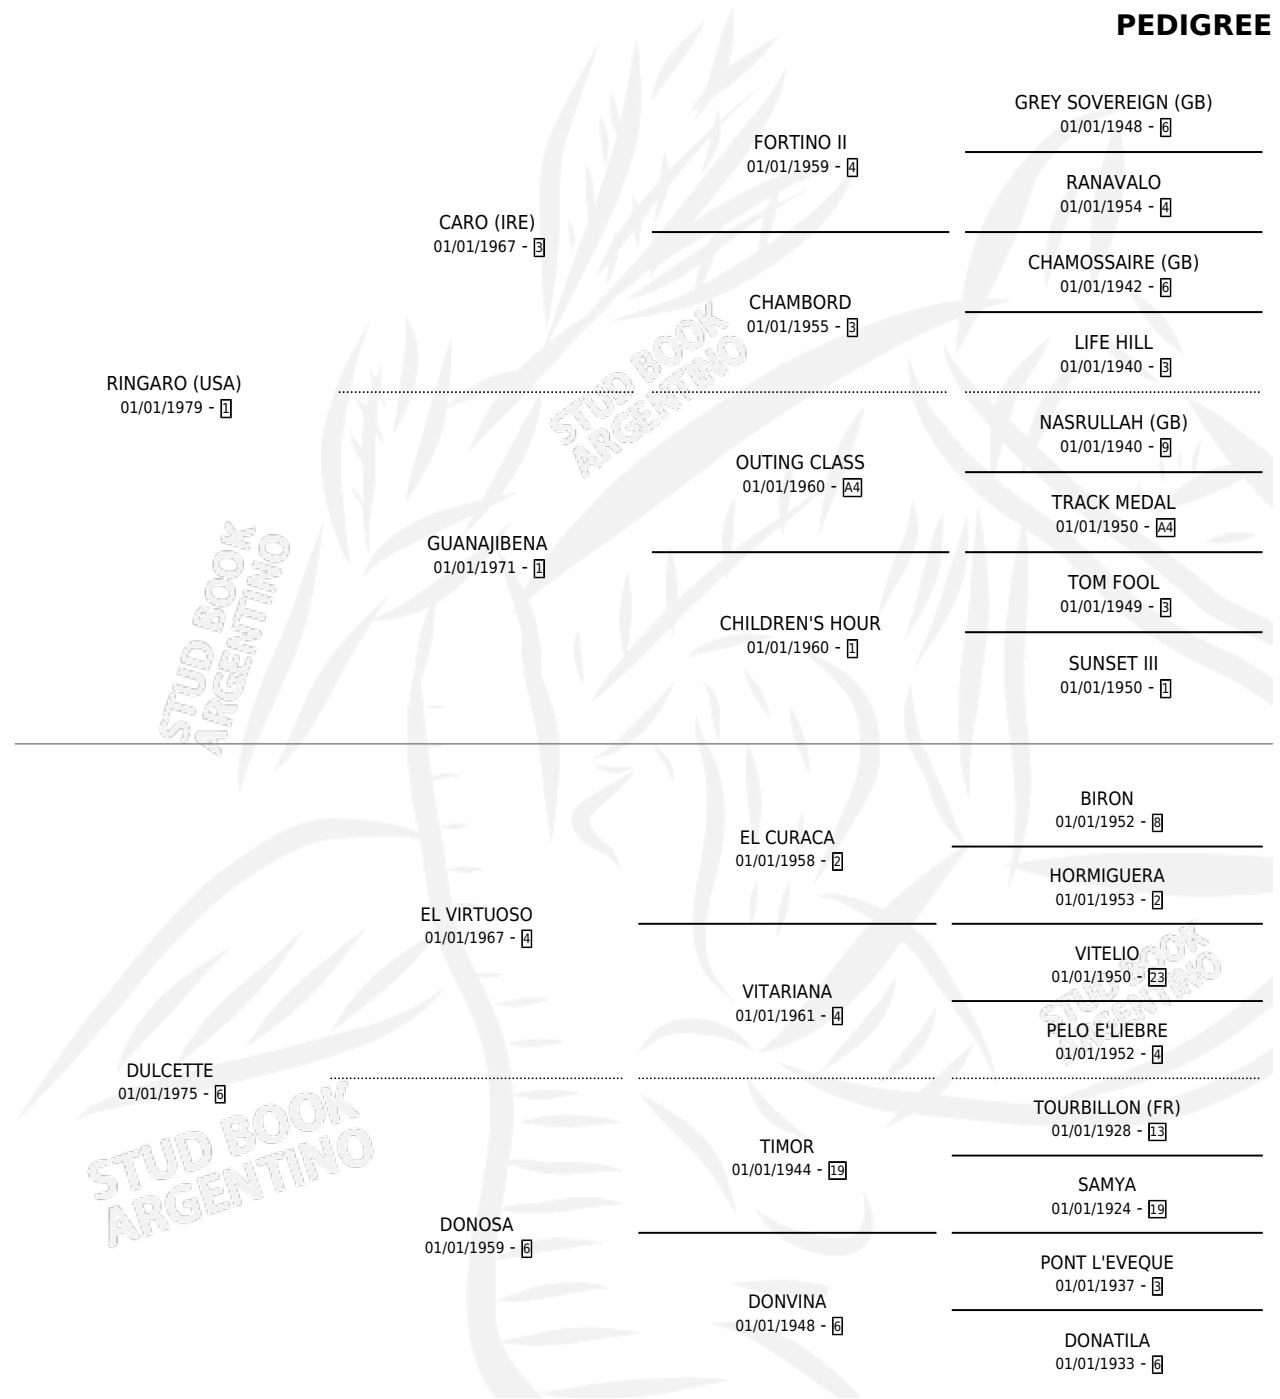 PEDIGREE
GREY SOVEREIGN (GB)
01/01/1948 - 6
FORTINO II
01/01/1959 - 4
RANAVALO
01/01/1954 - 4
CARO (IRE)
01/01/1967 - 3
CHAMOSSAIRE (GB)
01/01/1942 - 6
CHAMBORD
01/01/1955 - 3
LIFE HILL
01/01/1940 - 3
RINGARO (USA)
01/01/1979 - 1
NASRULLAH (GB)
01/01/1940 - 9
OUTING CLASS
01/01/1960 - A4
TRACK MEDAL
01/01/1950 - A4
GUANAJIBENA
01/01/1971 - 1
TOM FOOL
01/01/1949 - 3
CHILDREN'S HOUR
01/01/1960 - 1
SUNSET III
01/01/1950 - 1
STUD BOOK
ARGENTINO
STUD BOOK
ARGENTINO
BIRON
01/01/1952 - 8
EL CURACA
01/01/1958 - 2
HORMIGUERA
01/01/1953 - 2
EL VIRTUOSO
01/01/1967 - 4
VITELIO
01/01/1950 - 23
VITARIANA
01/01/1961 - 4
PELO E'LIEBRE
01/01/1952 - 4
DULCETTE
01/01/1975 - 6
TOURBILLON (FR)
01/01/1928 - 13
TIMOR
01/01/1944 - 19
SAMYA
01/01/1924 - 19
DONOSA
01/01/1959 - 6
PONT L'EVEQUE
01/01/1937 - 3
DONVINA
01/01/1948 - 6
DONATILA
01/01/1933 - 6
STUD BOOK
ARGENTINO
STUD BOOK
ARGENTINO